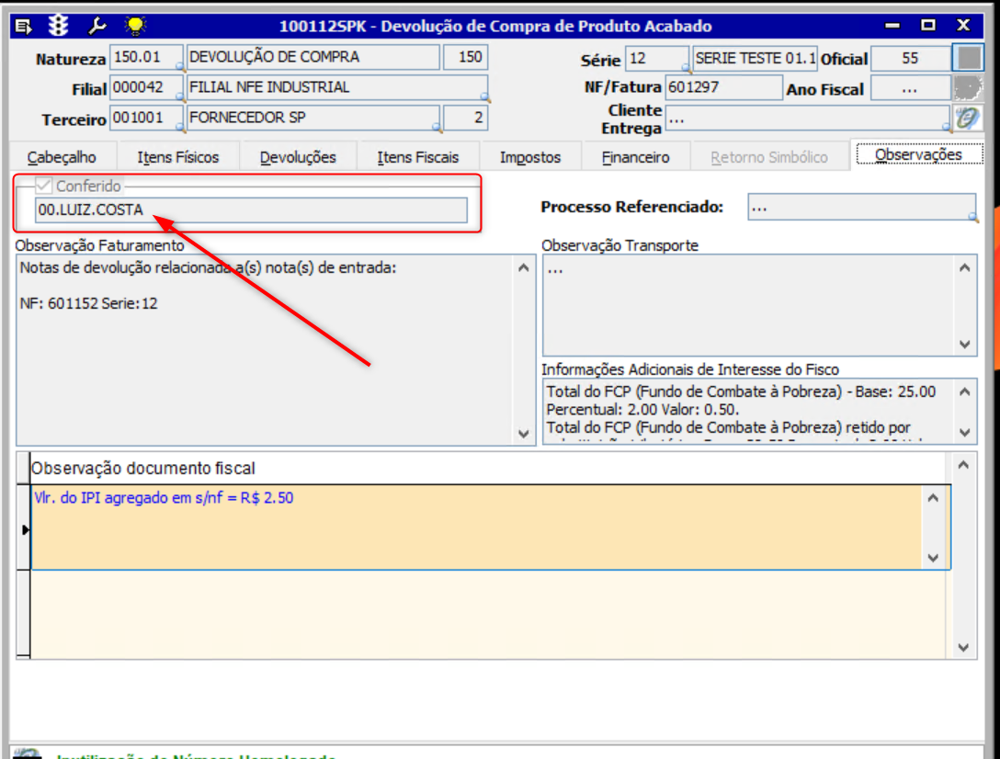 100112SPK - Devolução de Compra de Produto Acabado
Natureza 150.01 DEVOLUÇÃO DE COMPRA 150 Série 12 SERIE TESTE 01.1 Oficial 55
Filial 000042 FILIAL NFE INDUSTRIAL NF/Fatura 601297 Ano Fiscal ...
Terceiro 001001 FORNECEDOR SP 2 Cliente Entrega ...
Cabeçalho Itens Físicos Devoluções Itens Fiscais Impostos Financeiro Retorno Simbólico Observações
Conferido
00.LUIZ.COSTA
Processo Referenciado: ...
Observação Faturamento
Notas de devolução relacionada a(s) nota(s) de entrada:
NF: 601152 Serie:12
Observação Transporte
...
Informações Adicionais de Interesse do Fisco
Total do FCP (Fundo de Combate à Pobreza) - Base: 25.00
Percentual: 2.00 Valor: 0.50.
Total do FCP (Fundo de Combate à Pobreza) retido por
Observação documento fiscal
Vlr. do IPI agregado em s/nf = R$ 2.50
Inutilização de Número Homologado